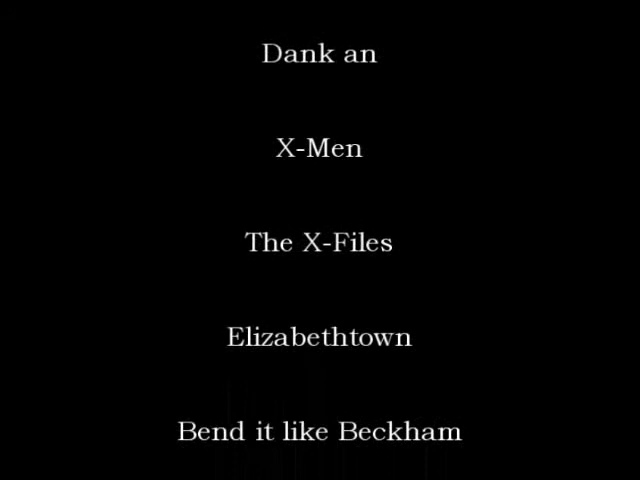 Dank an
X-Men
The X-Files
Elizabethtown
Bend it like Beckham